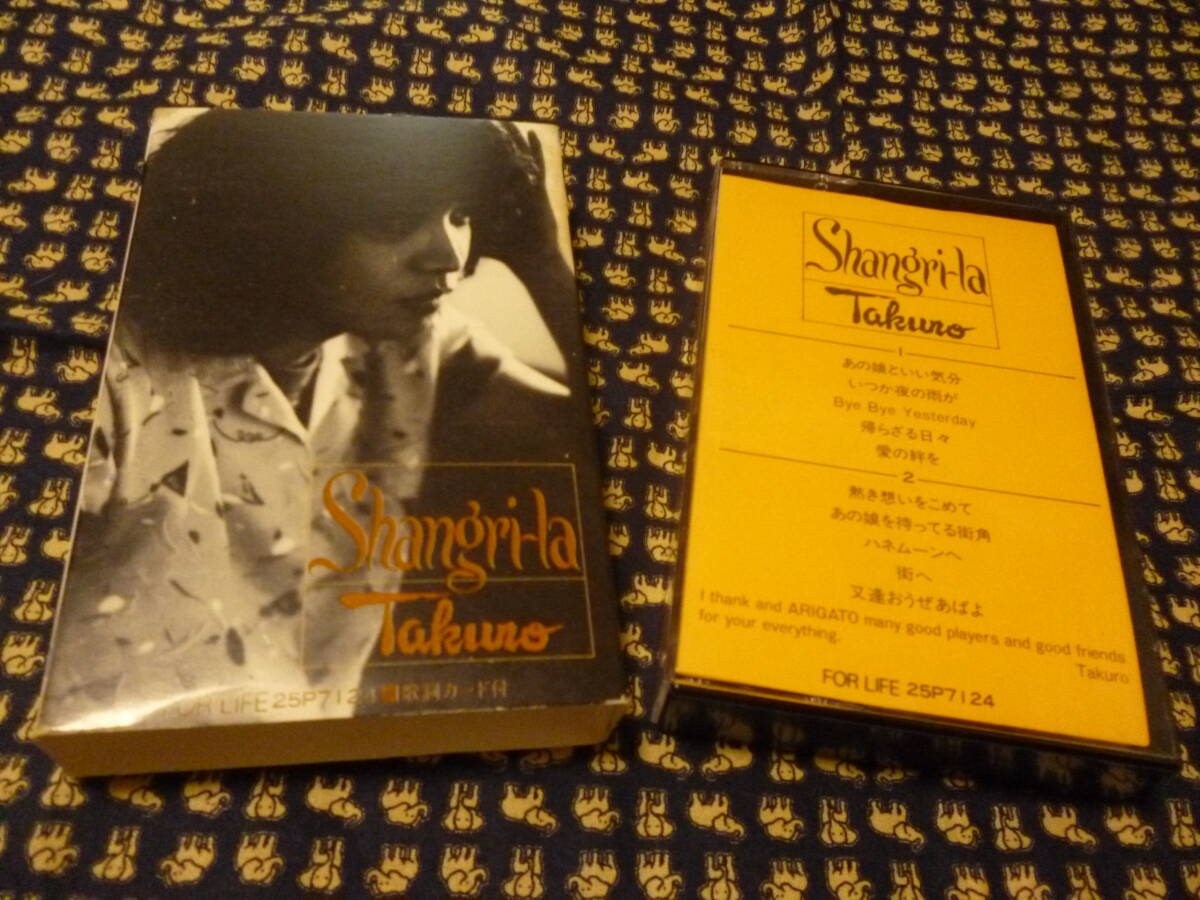 Shangri-la
Takuro
FOR LIFE 25P7124 歌詞カード付
Shangri-la
Takuro
1
あの娘といい気分
いつか夜の雨が
Bye Bye Yesterday
帰らざる日々
愛の絆を
2
熱き想いをこめて
あの娘を待ってる街角
ハネムーンへ
街へ
又逢おうぜあばよ
I thank and ARIGATO many good players and good friends
for your everything.
Takuro
FOR LIFE 25P7124